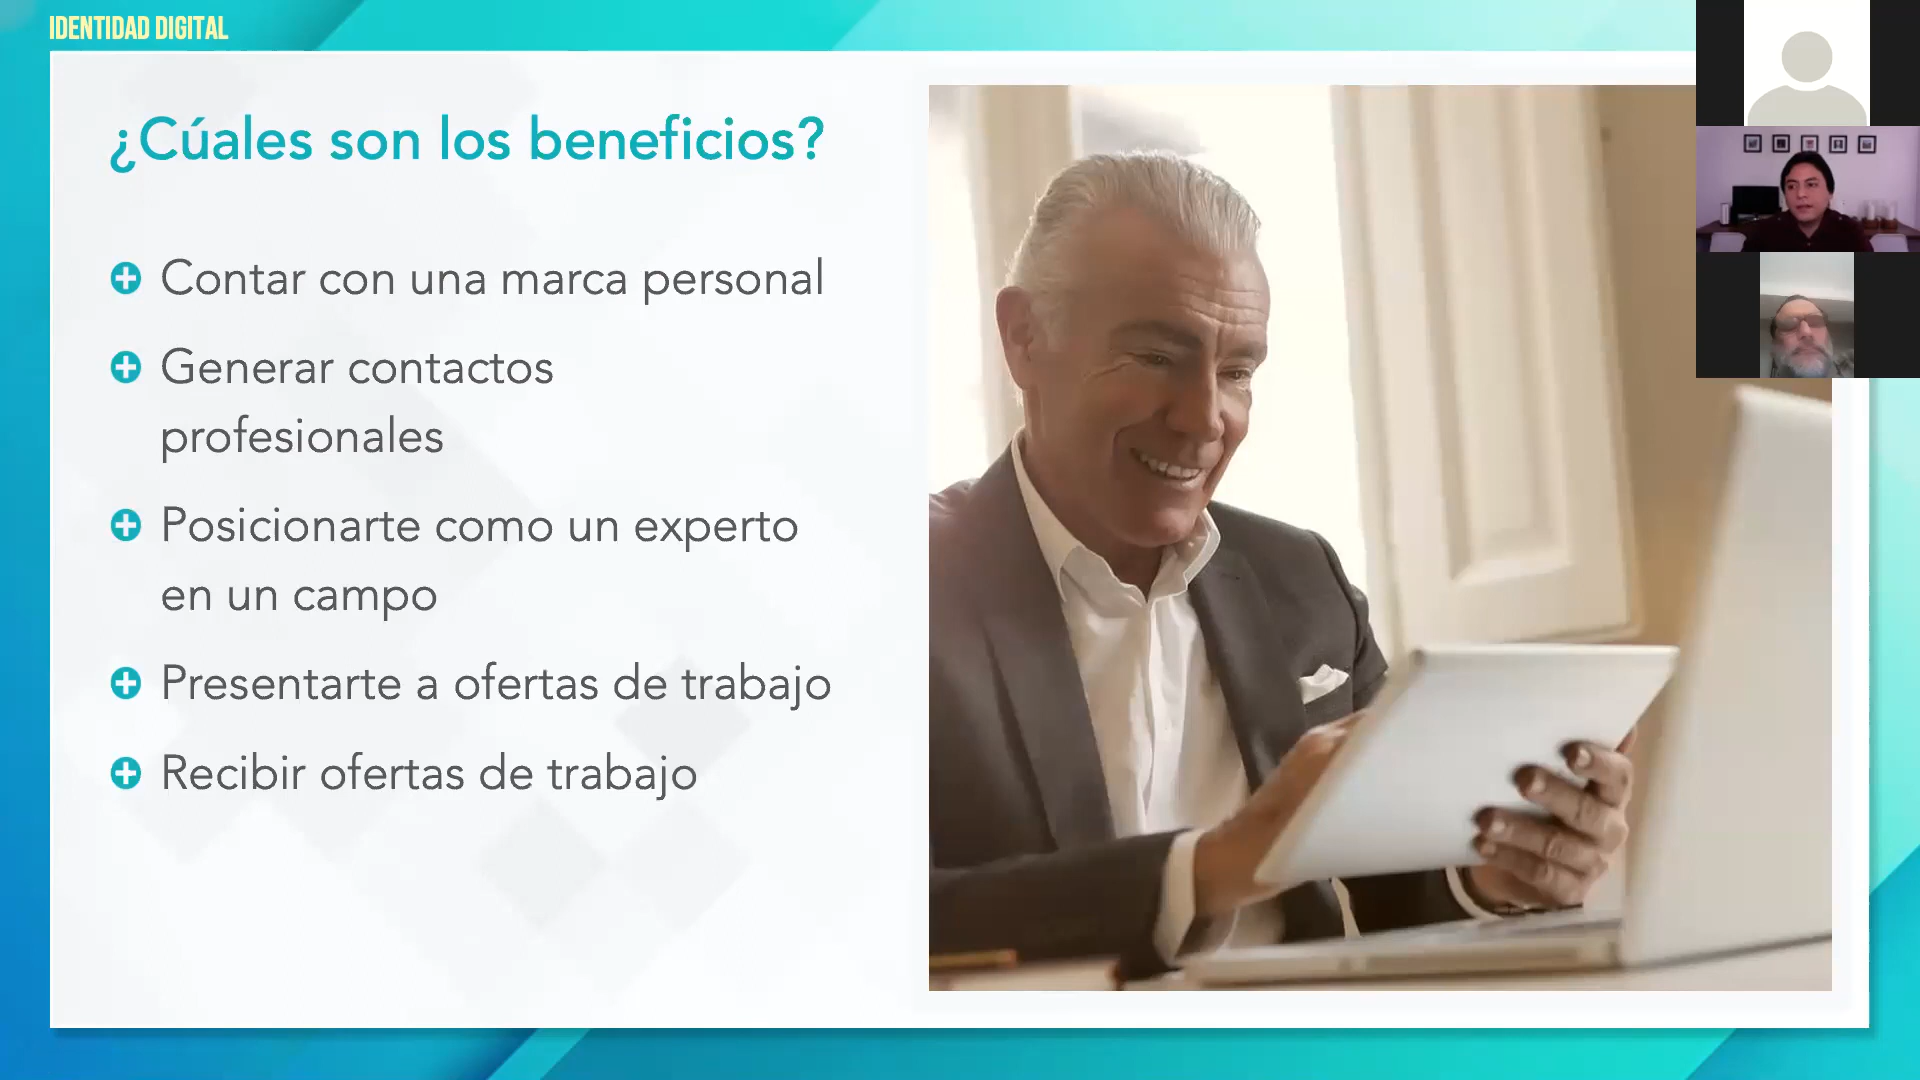 IDENTIDAD DIGITAL
¿Cúales son los beneficios?
Contar con una marca personal
Generar contactos
profesionales
Posicionarte como un experto
en un campo
Presentarte a ofertas de trabajo
Recibir ofertas de trabajo